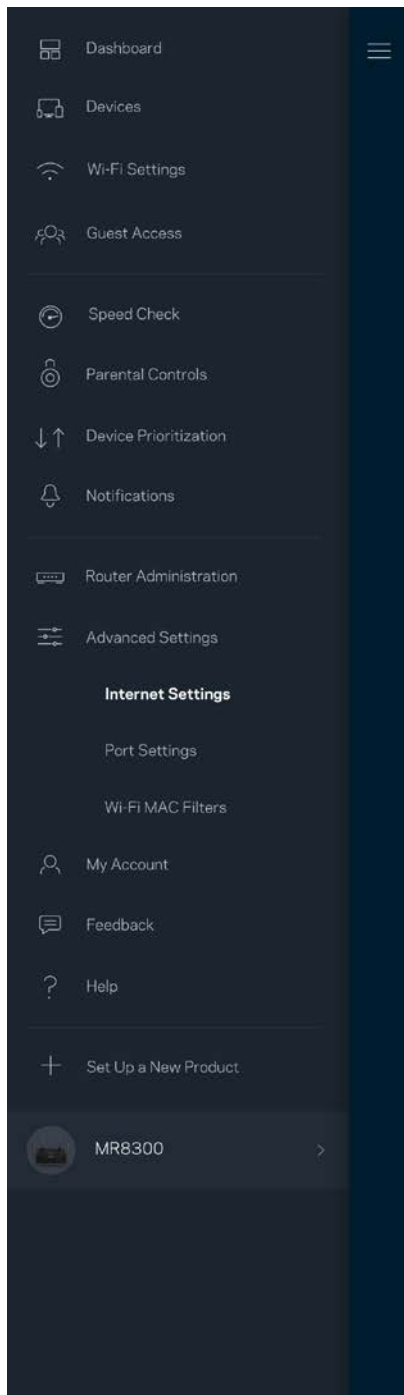 Dashboard
Devices
Wi-Fi Settings
Guest Access
Speed Check
Parental Controls
Device Prioritization
Notifications
Router Administration
Advanced Settings
Internet Settings
Port Settings
Wi-Fi MAC Filters
My Account
Feedback
Help
Set Up a New Product
MR8300